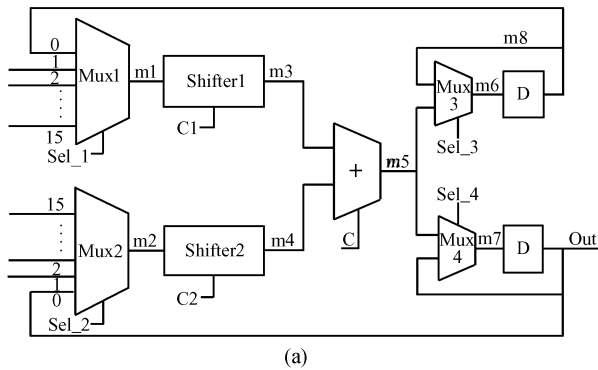 m8
0
1
2
15
Mux1
m1
Shifter1
m3
C1
Sel_1
Mux
3
m6
D
Sel_3
+
m5
C
Sel_4
15
2
1
0
Mux2
m2
Shifter2
m4
C2
Sel_2
Mux
4
m7
D
Out
(a)